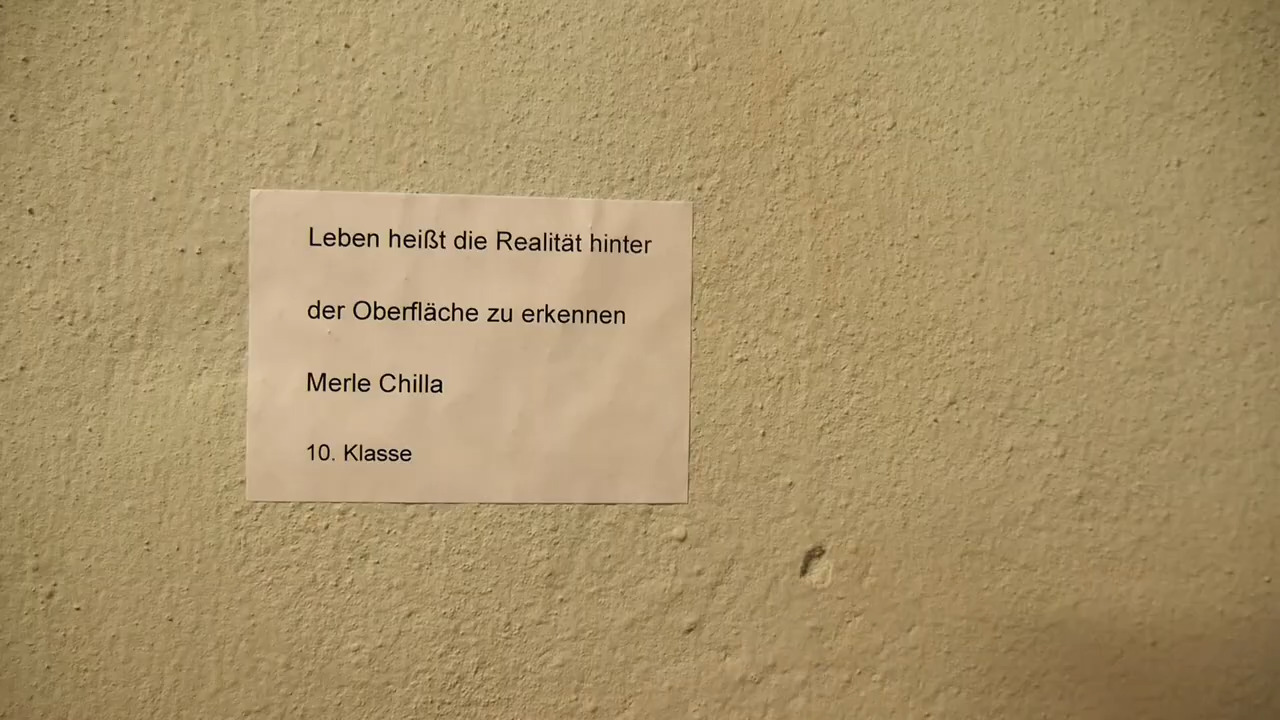 Leben heißt die Realität hinter
der Oberfläche zu erkennen
Merle Chilla
10. Klasse